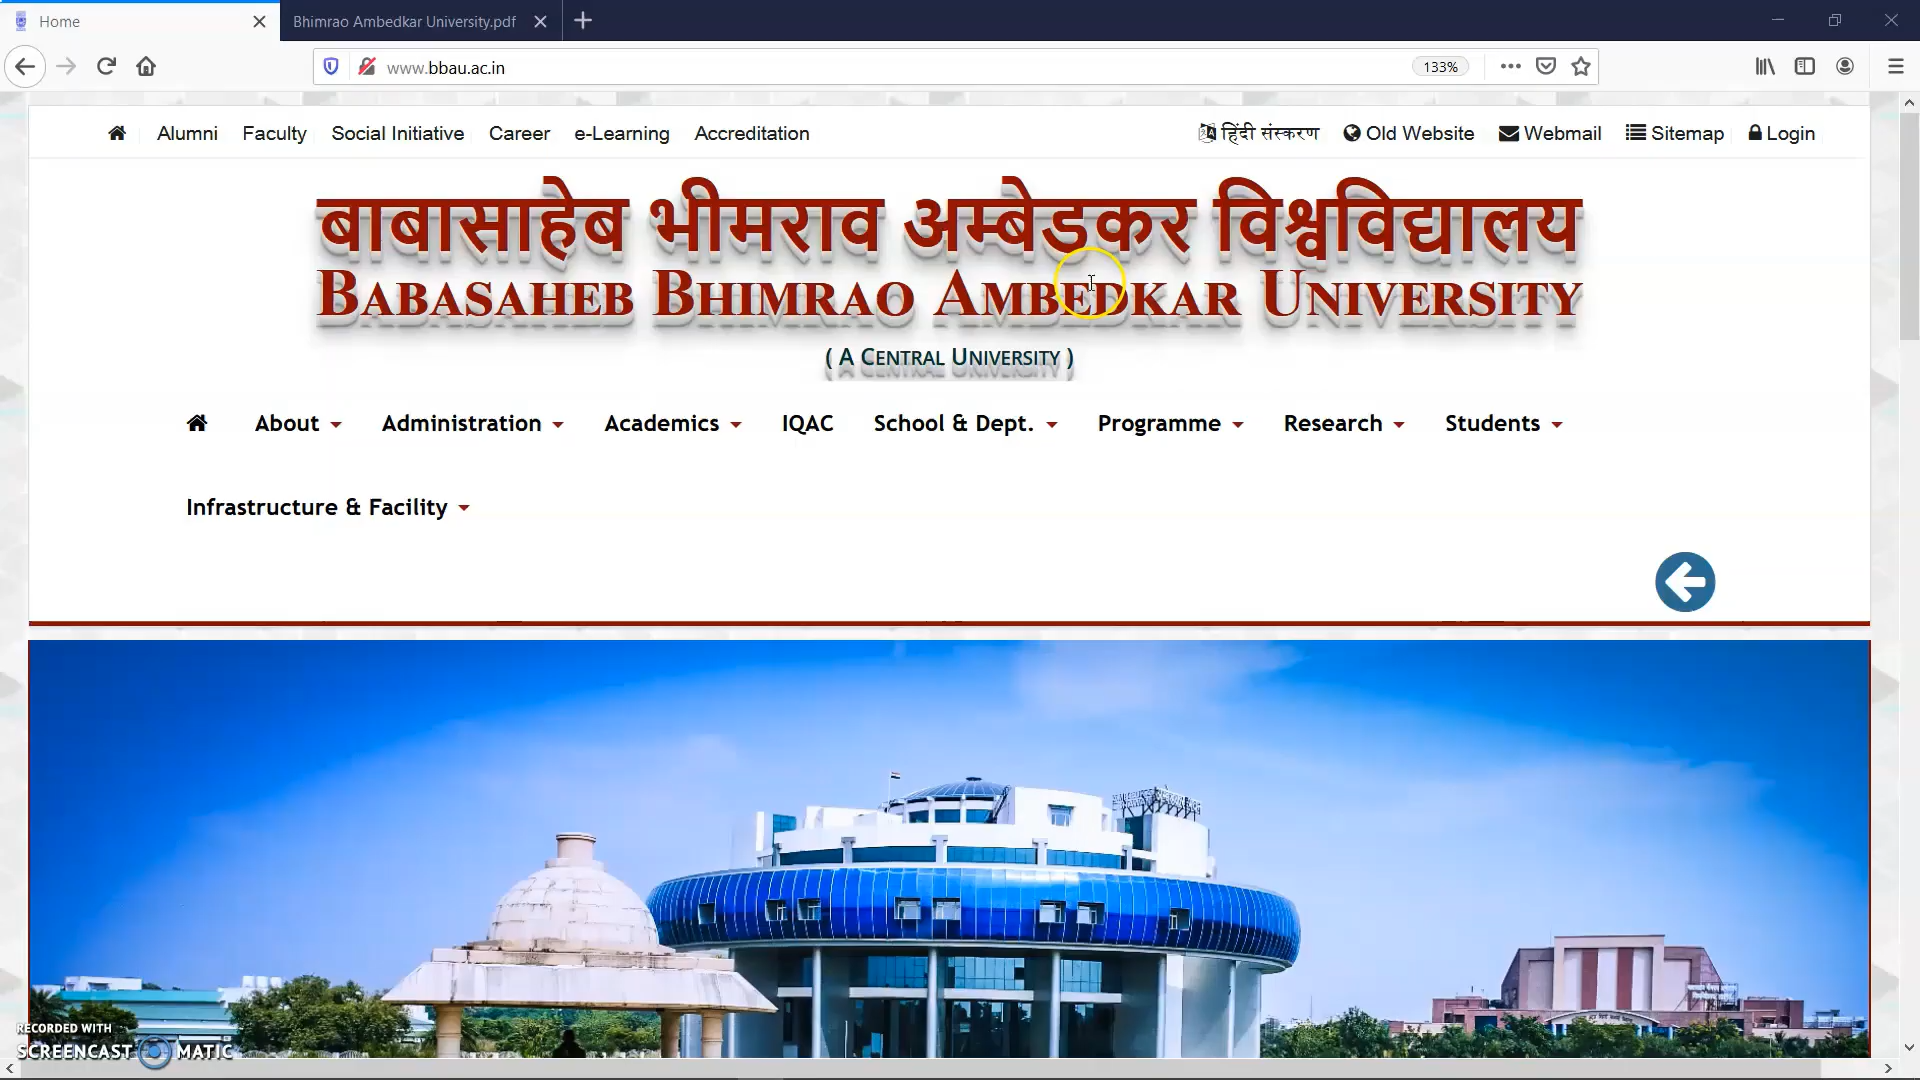 Home
Bhimrao Ambedkar University.pdf
www.bbau.ac.in
133%
Alumni Faculty Social Initiative Career e-Learning Accreditation हिंदी संस्करण Old Website Webmail Sitemap Login
बाबासाहेब भीमराव अम्बेडकर विश्वविद्यालय
BABASAHEB BHIMRAO AMBEDKAR UNIVERSITY
( A CENTRAL UNIVERSITY )
About Administration Academics IQAC School & Dept. Programme Research Students
Infrastructure & Facility
RECORDED WITH
SCREENCAST MATIC